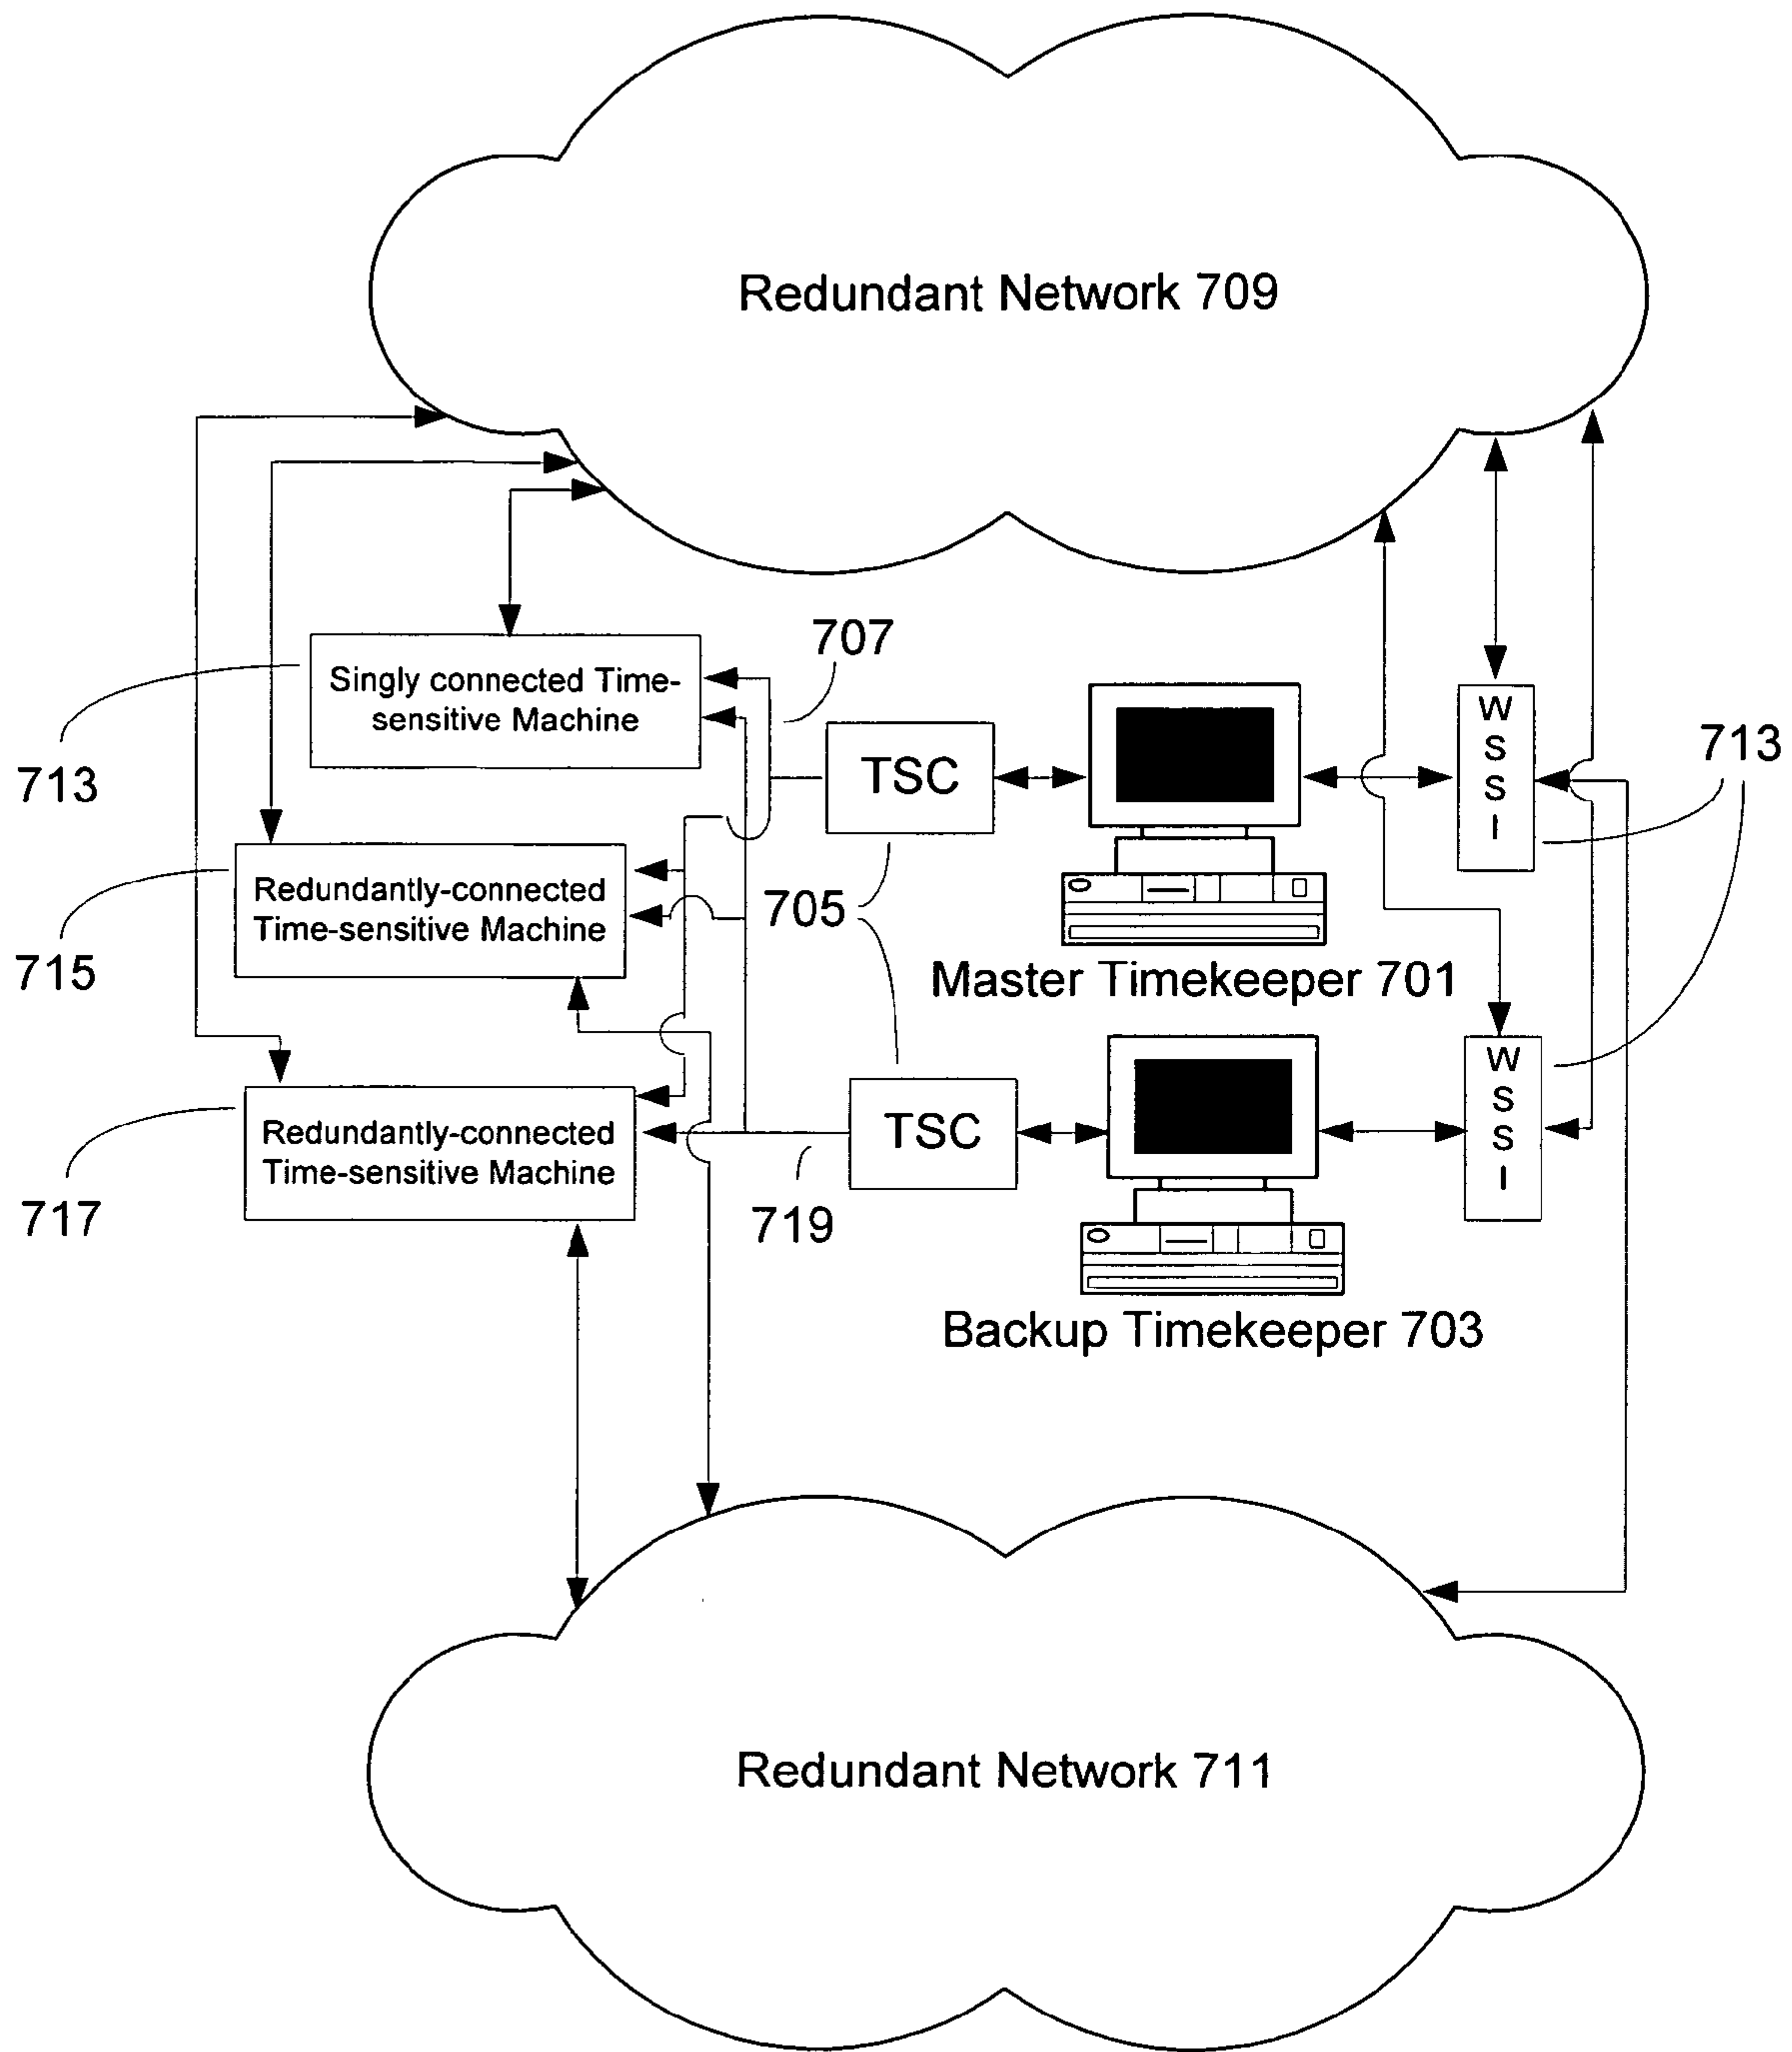 Redundant Network 709
707
Singly connected Time-
sensitive Machine
713
TSC
W
S
S
I
713
Redundantly-connected
Time-sensitive Machine
715
705
Master Timekeeper 701
W
S
S
I
Redundantly-connected
Time-sensitive Machine
717
TSC
719
Backup Timekeeper 703
Redundant Network 711